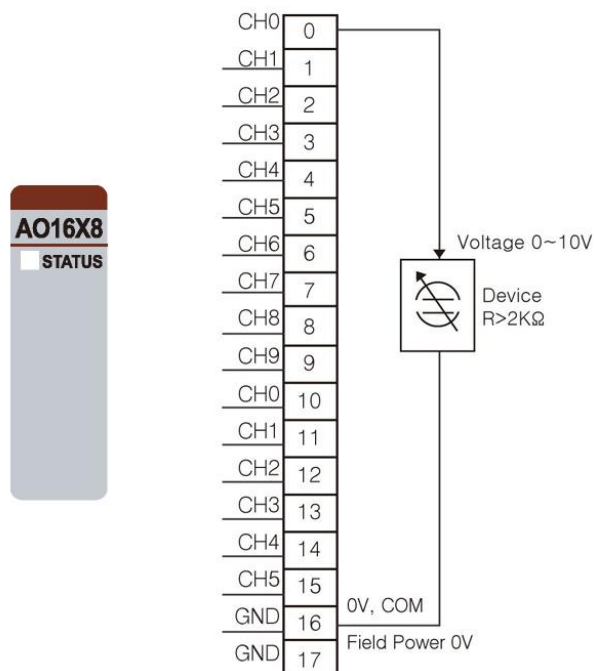 AO16X8
STATUS
CH0 0
CH1 1
CH2 2
CH3 3
CH4 4
CH5 5
CH6 6
CH7 7
CH8 8
CH9 9
CH0 10
CH1 11
CH2 12
CH3 13
CH4 14
CH5 15
GND 16
GND 17
Voltage 0~10V
Device
R>2KΩ
0V, COM
Field Power 0V